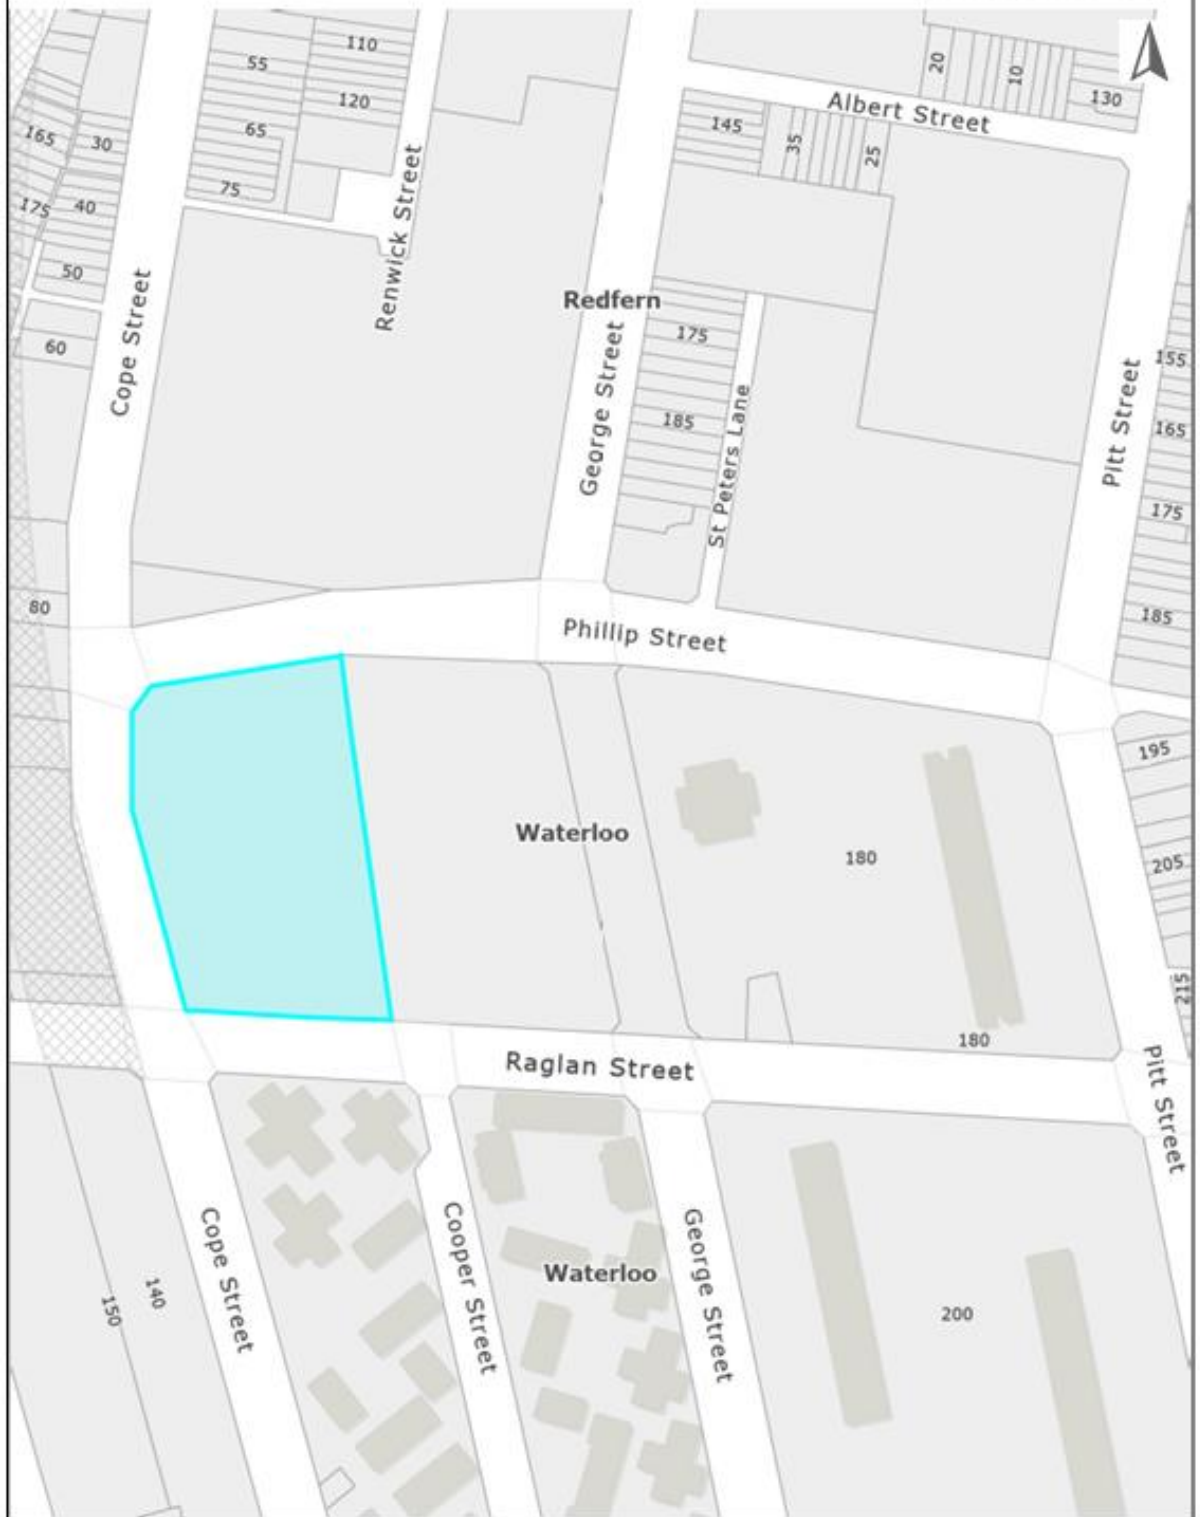 110
55
120
65
75
165
30
175
40
50
60
Cope Street
Renwick Street
20
10
130
Albert Street
145
35
25
Redfern
175
George Street
185
St Peters Lane
Pitt Street
155
165
175
185
80
Phillip Street
195
Waterloo
180
205
215
180
Raglan Street
Pitt Street
Cope Street
140
150
Cooper Street
Waterloo
George Street
200